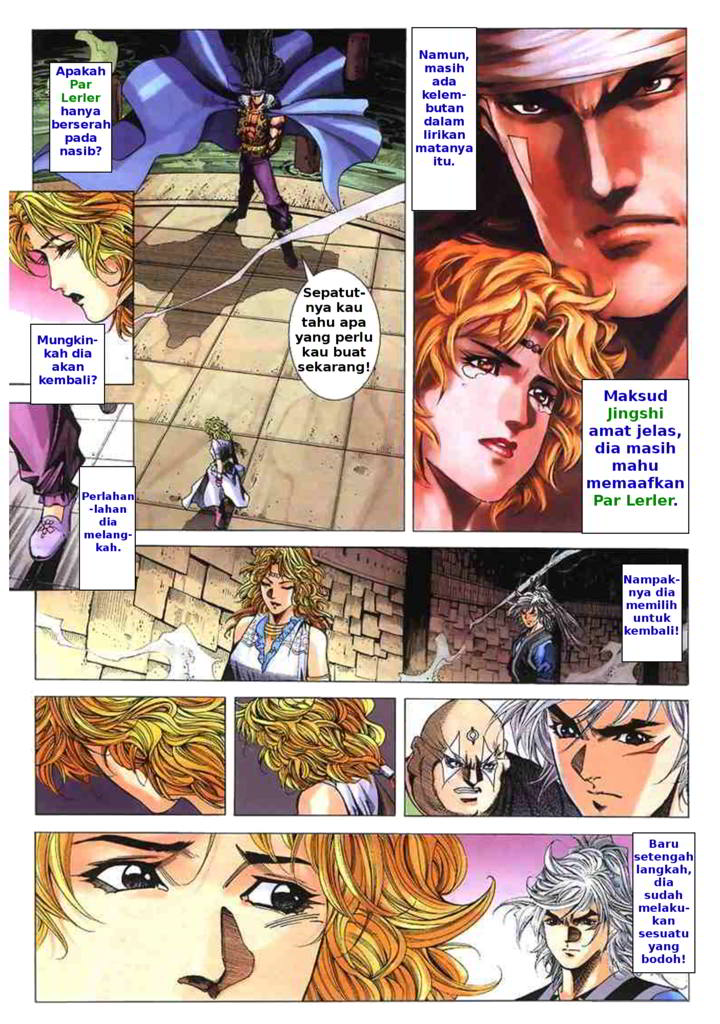 Apakah
Par
Lerler
hanya
berserah
pada
nasib?
Namun,
masih
ada
kelem-
butan
dalam
lirikan
matanya
itu.
Sepatut-
nya kau
tahu apa
yang perlu
kau buat
sekarang!
Mungkin-
kah dia
akan
kembali?
Maksud
Jingshi
amat jelas,
dia masih
mahu
memaafkan
Par Lerler.
Perlahan
-lahan
dia
melang-
kah.
Nampak-
nya dia
memilih
untuk
kembali!
Baru
setengah
langkah,
dia
sudah
melaku-
kan
sesuatu
yang
bodoh!